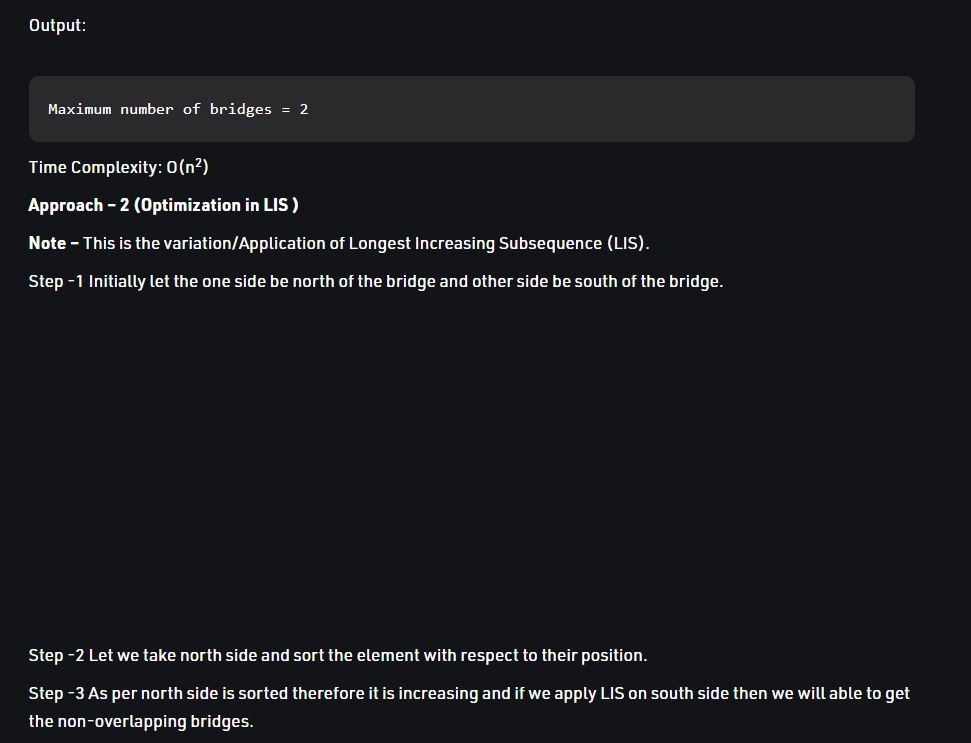 Output:
Maximum number of bridges = 2
Time Complexity: O(n²)
Approach – 2 (Optimization in LIS )
Note – This is the variation/Application of Longest Increasing Subsequence (LIS).
Step -1 Initially let the one side be north of the bridge and other side be south of the bridge.
Step -2 Let we take north side and sort the element with respect to their position.
Step -3 As per north side is sorted therefore it is increasing and if we apply LIS on south side then we will able to get
the non-overlapping bridges.